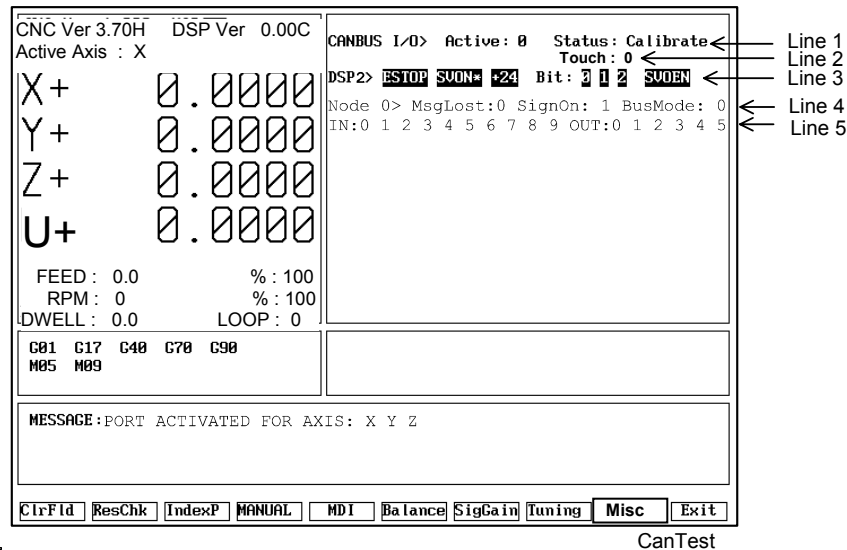 CNC Ver 3.70H DSP Ver 0.00C
Active Axis : X
X+ 0.0000
Y+ 0.0000
Z+ 0.0000
U+ 0.0000
FEED : 0.0 % : 100
RPM : 0 % : 100
DWELL : 0.0 LOOP : 0
CANBUS I/O> Active: 0 Status: Calibrate Line 1
Touch : 0 Line 2
DSP2> ESTOP SVON* +24 Bit: 0 1 2 SVOEN Line 3
Node 0> MsgLost:0 SignOn: 1 BusMode: 0 Line 4
IN:0 1 2 3 4 5 6 7 8 9 OUT:0 1 2 3 4 5 Line 5
G01 G17 G40 G70 G90
M05 M09
MESSAGE:PORT ACTIVATED FOR AXIS: X Y Z
ClrFld ResChk IndexP MANUAL MDI Balance SigGain Tuning Misc Exit
CanTest